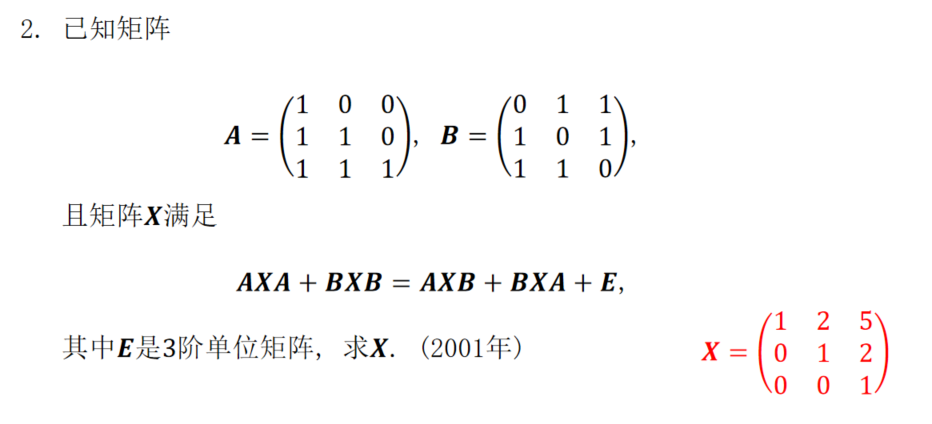 2. 已知矩阵
A = (1 0 0
1 1 0
1 1 1), B = (0 1 1
1 0 1
1 1 0),
且矩阵X满足
AXA + BXB = AXB + BXA + E,
其中E是3阶单位矩阵, 求X. (2001年)
X = (1 2 5
0 1 2
0 0 1)